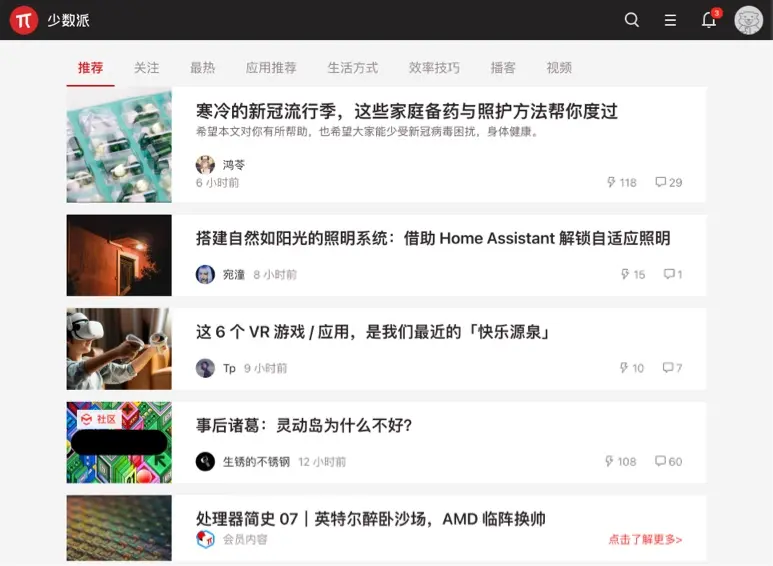 少数派
3
推荐 关注 最热 应用推荐 生活方式 效率技巧 播客 视频
寒冷的新冠流行季，这些家庭备药与照护方法帮你度过
希望本文对你有所帮助，也希望大家能少受新冠病毒困扰，身体健康。
鸿苓
6 小时前 118 29
搭建自然如阳光的照明系统：借助 Home Assistant 解锁自适应照明
宛潼 8 小时前 15 1
这 6 个 VR 游戏 / 应用，是我们最近的「快乐源泉」
Tp 9 小时前 10 7
社区
事后诸葛：灵动岛为什么不好?
生锈的不锈钢 12 小时前 108 60
处理器简史 07｜英特尔醉卧沙场，AMD 临阵换帅
会员内容 点击了解更多>